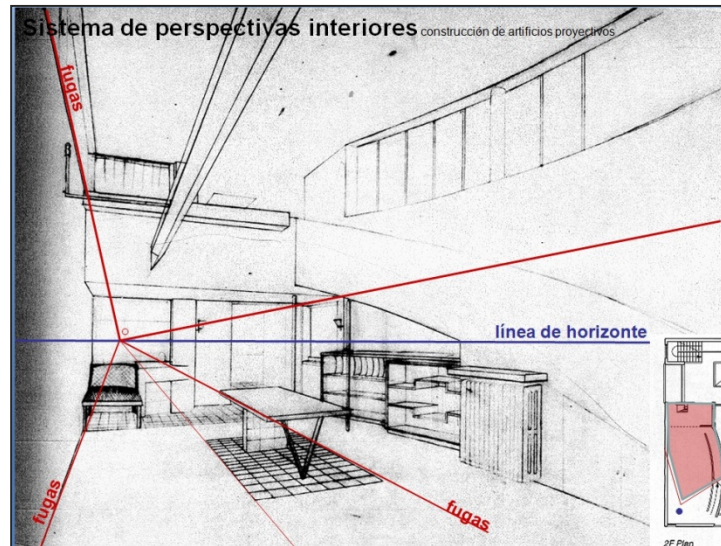 Sistema de perspectivas interiores construcción de artificios proyectivos
fugas
línea de horizonte
fugas
fugas
2F Plan